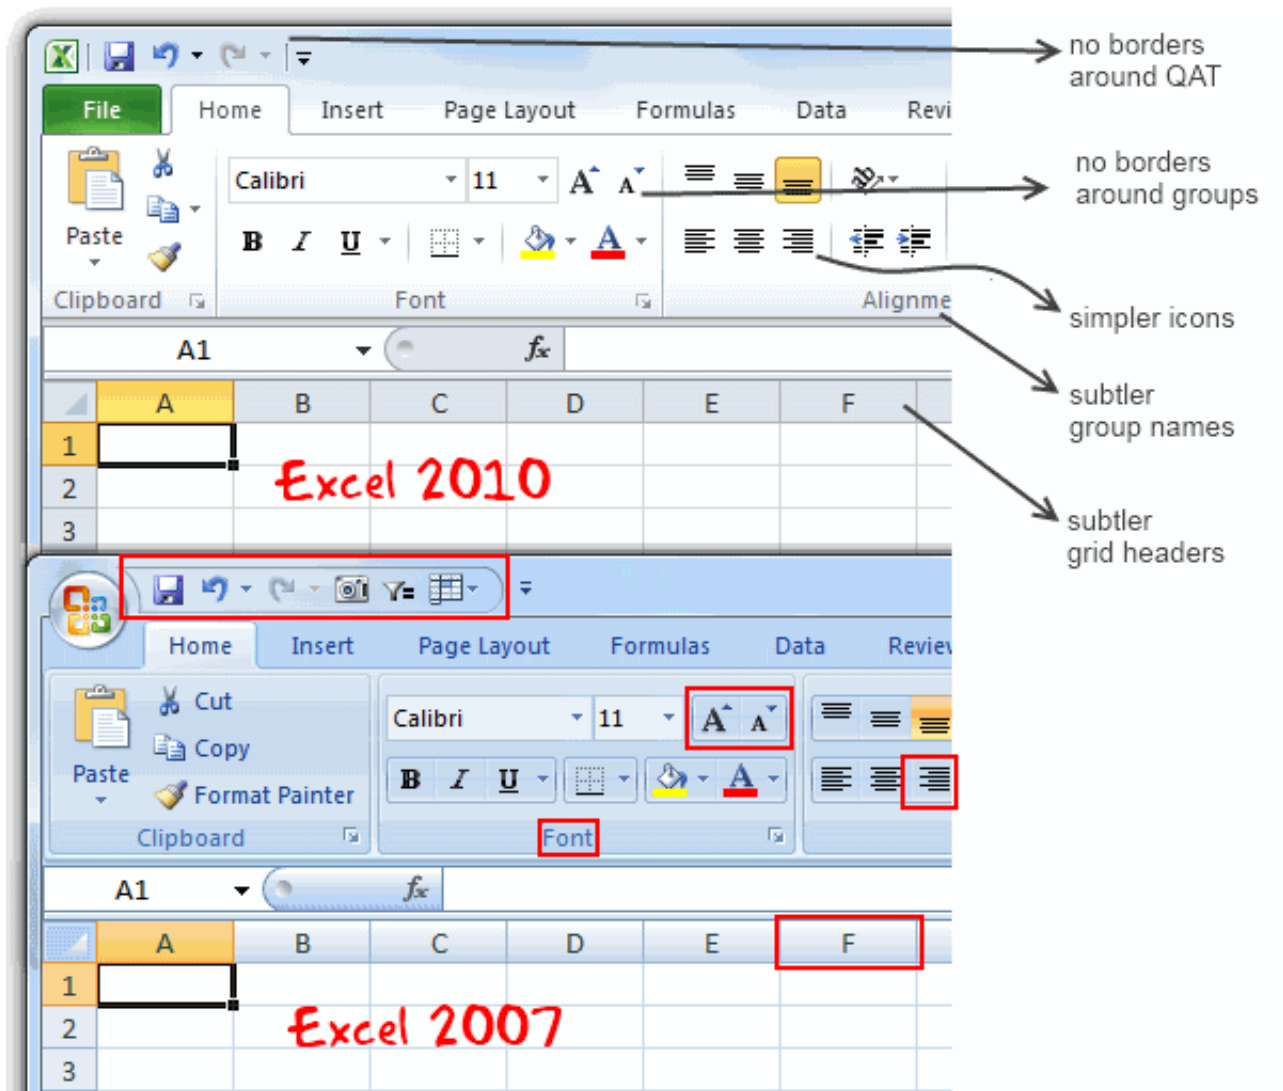 no borders
around QAT
File Home Insert Page Layout Formulas Data Revi
no borders
around groups
Calibri 11 A A
Paste B I U A
Clipboard Font Alignme
simpler icons
A1 fx
subtler
group names
A B C D E F
1
Excel 2010
2
3
subtler
grid headers
Home Insert Page Layout Formulas Data Review
Cut
Calibri 11 A A
Copy
Paste B I U A
Format Painter
Clipboard Font
A1 fx
A B C D E F
1
Excel 2007
2
3